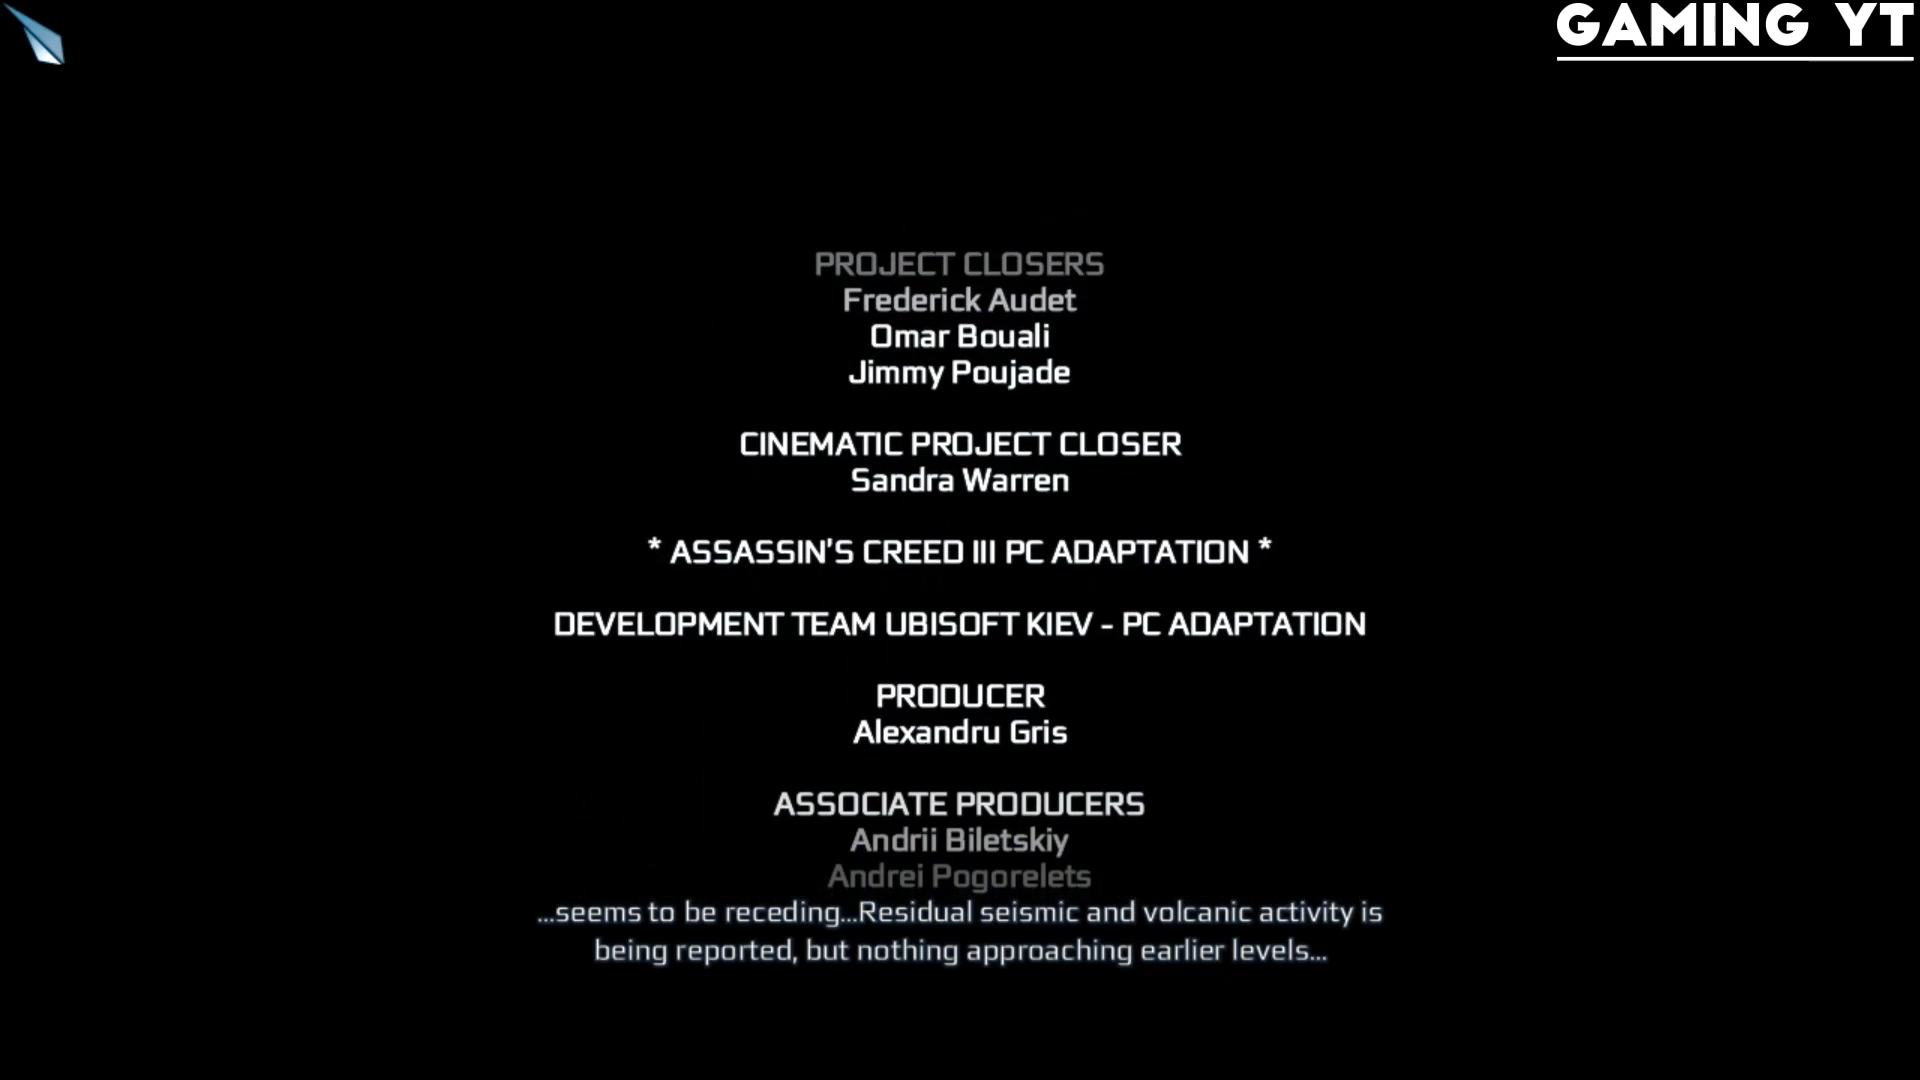 GAMING YT
PROJECT CLOSERS
Frederick Audet
Omar Bouali
Jimmy Poujade
CINEMATIC PROJECT CLOSER
Sandra Warren
* ASSASSIN'S CREED III PC ADAPTATION *
DEVELOPMENT TEAM UBISOFT KIEV - PC ADAPTATION
PRODUCER
Alexandru Gris
ASSOCIATE PRODUCERS
Andrii Biletskiy
Andrei Pogorelets
...seems to be receding...Residual seismic and volcanic activity is
being reported, but nothing approaching earlier levels...